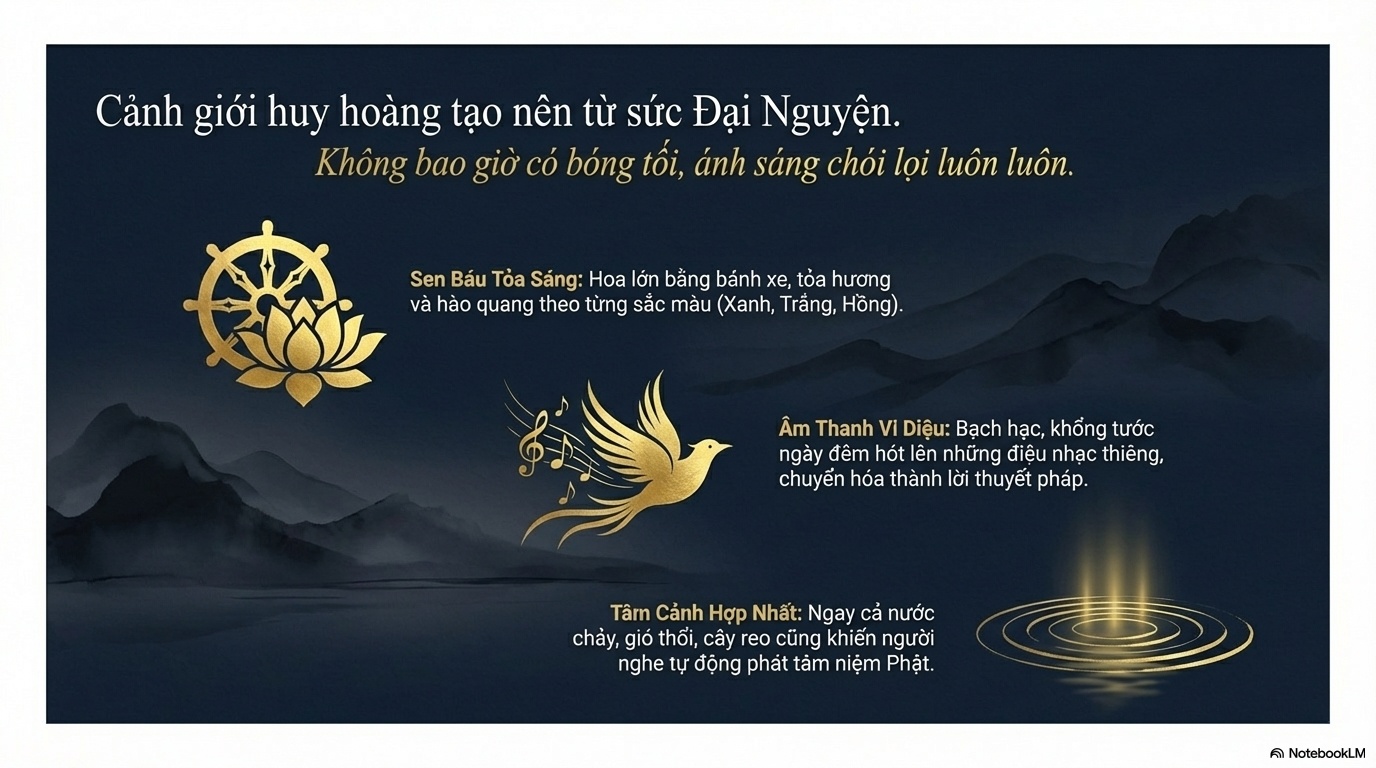 Cảnh giới huy hoàng tạo nên từ sức Đại Nguyện.
Không bao giờ có bóng tối, ánh sáng chói lọi luôn luôn.
Sen Báu Tỏa Sáng: Hoa lớn bằng bánh xe, tỏa hương
và hào quang theo từng sắc màu (Xanh, Trắng, Hồng).
Âm Thanh Vi Diệu: Bạch hạc, khổng tước
ngày đêm hót lên những điệu nhạc thiêng,
chuyển hóa thành lời thuyết pháp.
Tâm Cảnh Hợp Nhất: Ngay cả nước
chảy, gió thổi, cây reo cũng khiến người
nghe tự động phát tâm niệm Phật.
NotebookLM